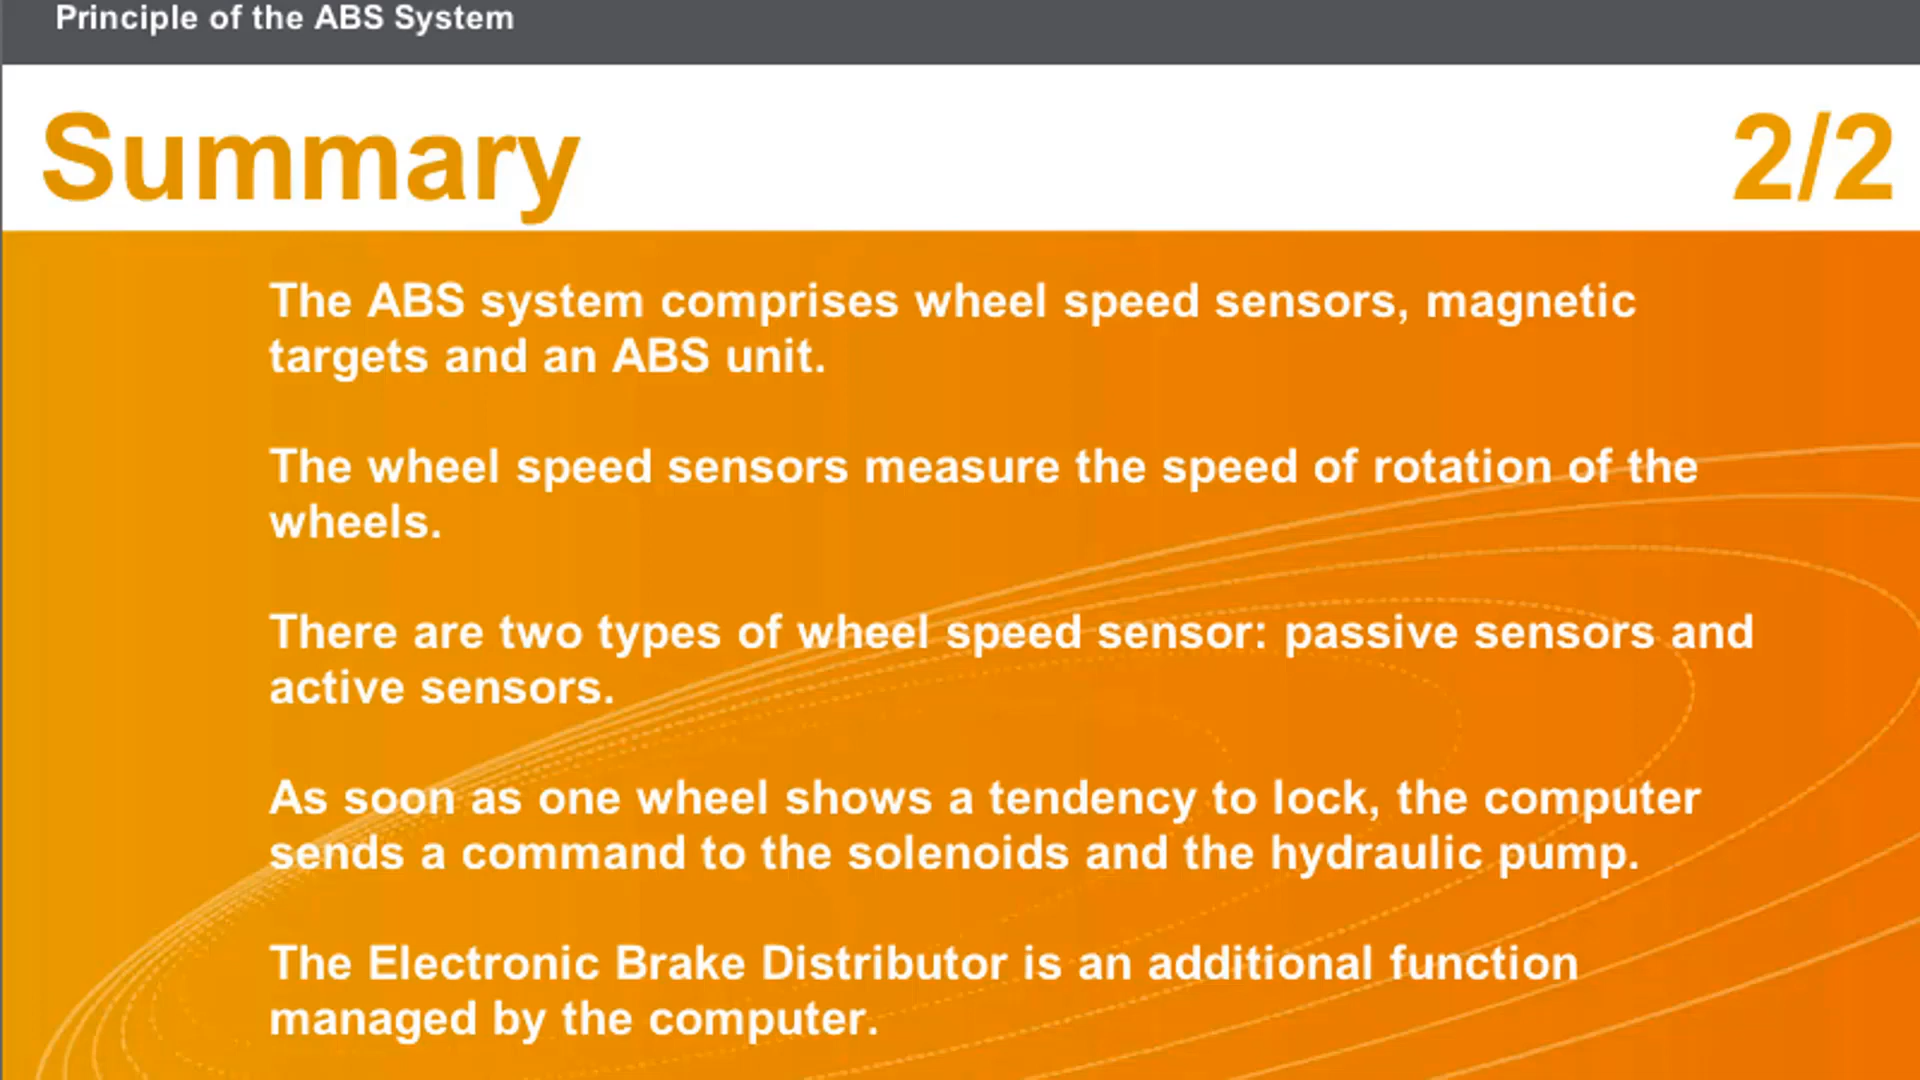 Principle of the ABS System
Summary
2/2
The ABS system comprises wheel speed sensors, magnetic
targets and an ABS unit.
The wheel speed sensors measure the speed of rotation of the
wheels.
There are two types of wheel speed sensor: passive sensors and
active sensors.
As soon as one wheel shows a tendency to lock, the computer
sends a command to the solenoids and the hydraulic pump.
The Electronic Brake Distributor is an additional function
managed by the computer.